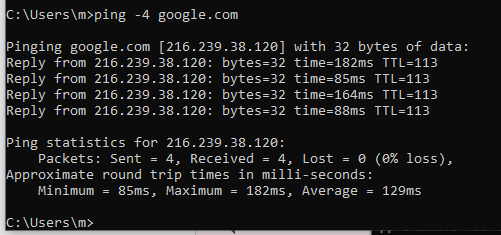 C:\Users\m>ping -4 google.com
Pinging google.com [216.239.38.120] with 32 bytes of data:
Reply from 216.239.38.120: bytes=32 time=182ms TTL=113
Reply from 216.239.38.120: bytes=32 time=85ms TTL=113
Reply from 216.239.38.120: bytes=32 time=164ms TTL=113
Reply from 216.239.38.120: bytes=32 time=88ms TTL=113
Ping statistics for 216.239.38.120:
    Packets: Sent = 4, Received = 4, Lost = 0 (0% loss),
Approximate round trip times in milli-seconds:
    Minimum = 85ms, Maximum = 182ms, Average = 129ms
C:\Users\m>